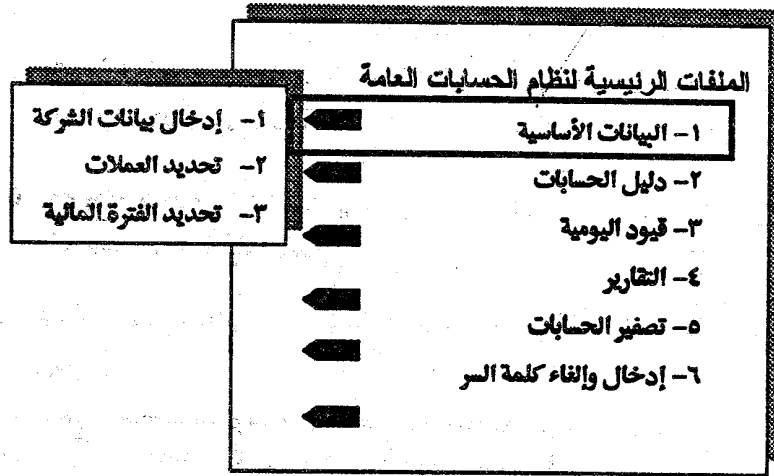 الملفات الرئيسية لنظام الحسابات العامة
١- البيانات الأساسية
٢- دليل الحسابات
٣- قيود اليومية
٤- التقارير
٥- تصفير الحسابات
٦- إدخال وإلغاء كلمة السر
١- إدخال بيانات الشركة
٢- تحديد العملات
٣- تحديد الفترة المالية